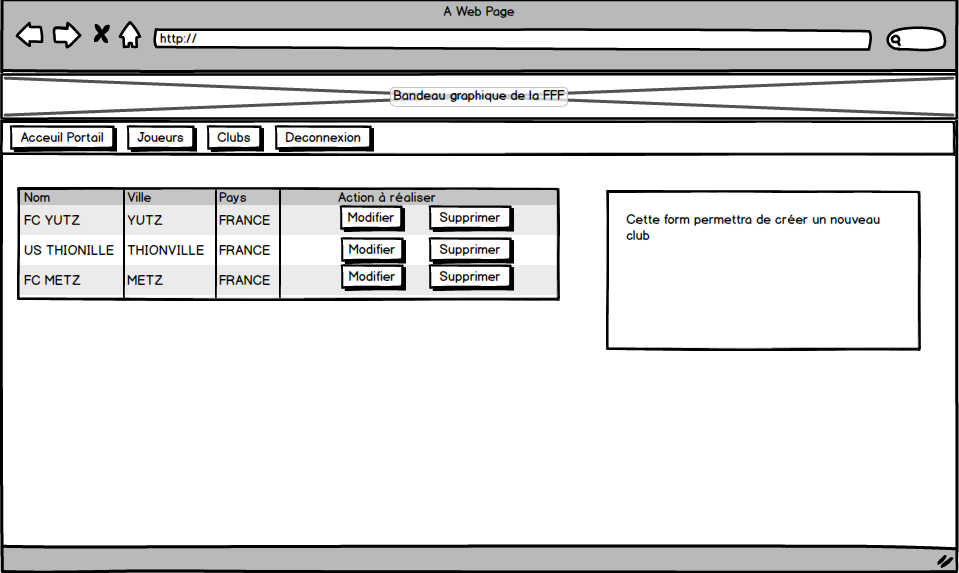 A Web Page
http://
Bandeau graphique de la FFF
Acceuil Portail Joueurs Clubs Deconnexion
Nom Ville Pays Action à réaliser
FC YUTZ YUTZ FRANCE Modifier Supprimer
US THIONILLE THIONVILLE FRANCE Modifier Supprimer
FC METZ METZ FRANCE Modifier Supprimer
Cette form permettra de créer un nouveau
club